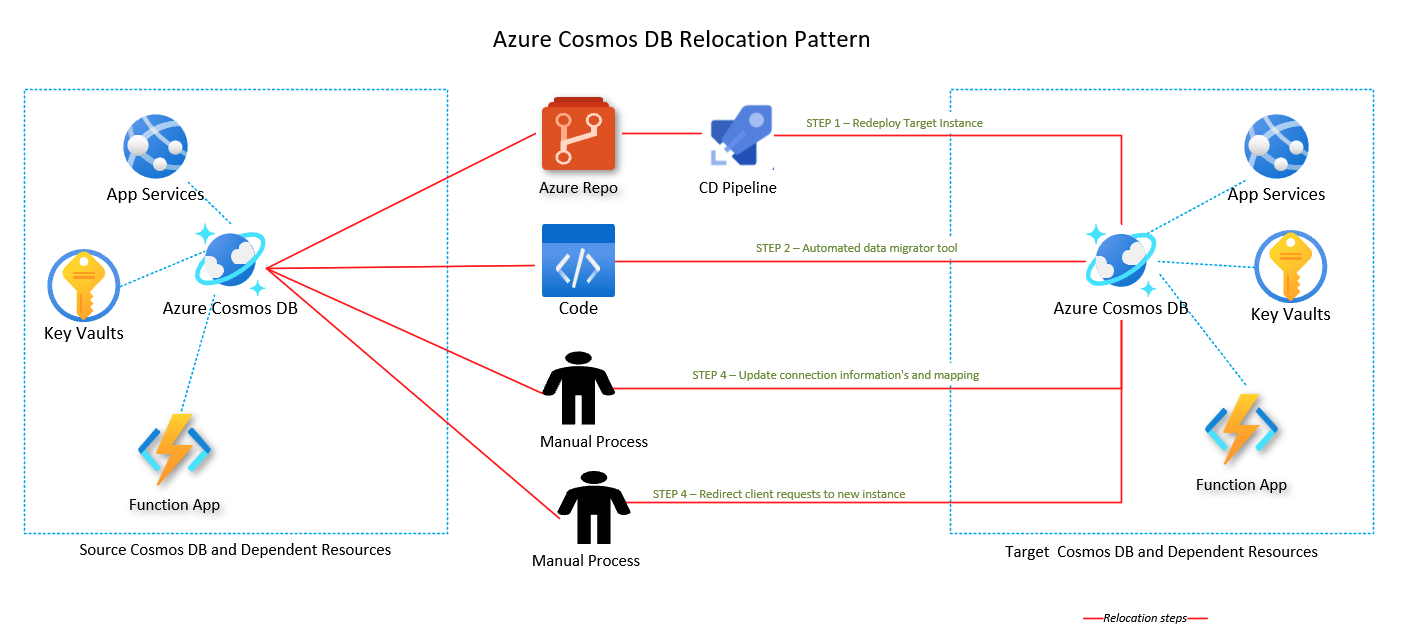 Azure Cosmos DB Relocation Pattern
App Services
Azure Cosmos DB
Key Vaults
Function App
Source Cosmos DB and Dependent Resources
Azure Repo
CD Pipeline
STEP 1 – Redeploy Target Instance
Code
STEP 2 – Automated data migrator tool
Manual Process
STEP 4 – Update connection information's and mapping
Manual Process
STEP 4 – Redirect client requests to new instance
App Services
Azure Cosmos DB
Key Vaults
Function App
Target Cosmos DB and Dependent Resources
Relocation steps